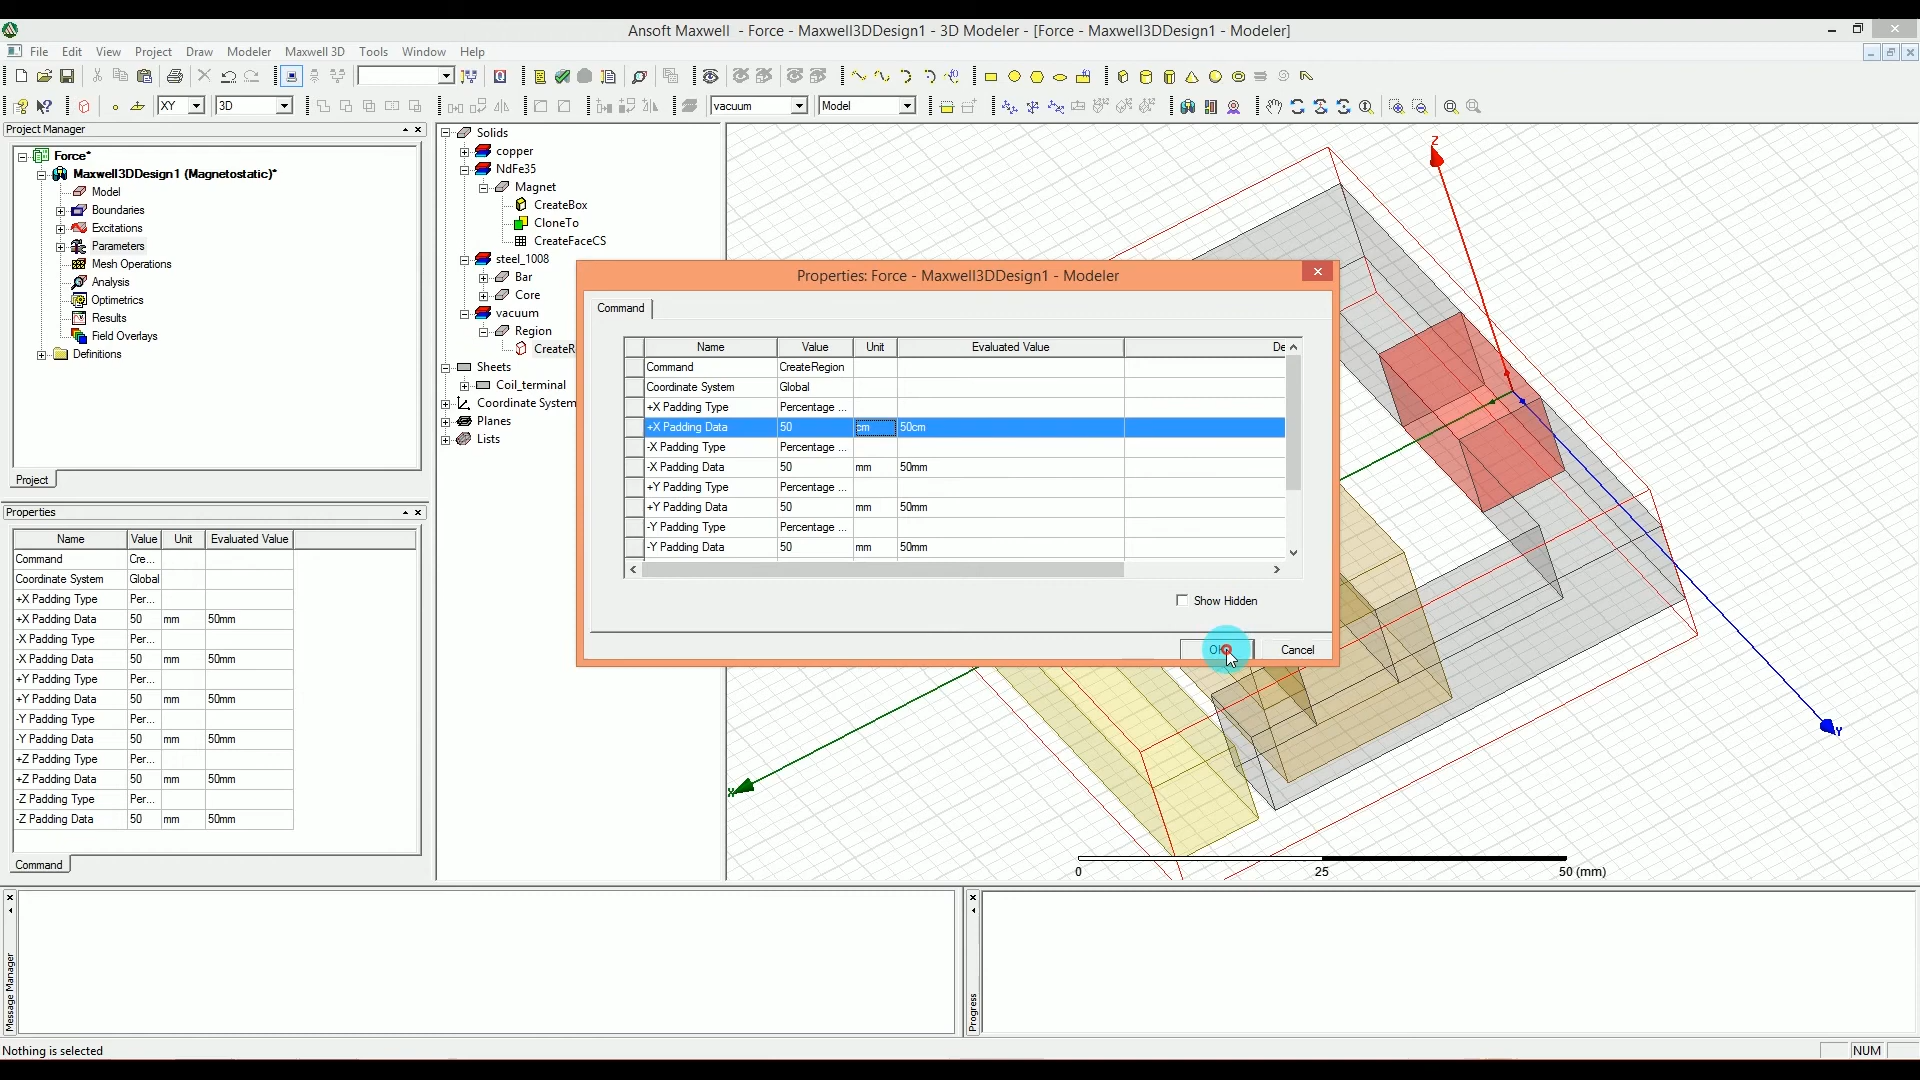 Ansoft Maxwell - Force - Maxwell3DDesign1 - 3D Modeler - [Force - Maxwell3DDesign1 - Modeler]
File Edit View Project Draw Modeler Maxwell 3D Tools Window Help
XY 3D vacuum Model
Project Manager
Force*
Maxwell3DDesign1 (Magnetostatic)*
Model
Boundaries
Excitations
Parameters
Mesh Operations
Analysis
Optimetrics
Results
Field Overlays
Definitions
Project
Properties
Name Value Unit Evaluated Value
Command Cre...
Coordinate System Global
+X Padding Type Per...
+X Padding Data 50 mm 50mm
-X Padding Type Per...
-X Padding Data 50 mm 50mm
+Y Padding Type Per...
+Y Padding Data 50 mm 50mm
-Y Padding Type Per...
-Y Padding Data 50 mm 50mm
+Z Padding Type Per...
+Z Padding Data 50 mm 50mm
-Z Padding Type Per...
-Z Padding Data 50 mm 50mm
Command
Solids
copper
NdFe35
Magnet
CreateBox
CloneTo
CreateFaceCS
steel_1008
Bar
Core
vacuum
Region
CreateR
Sheets
Coil_terminal
Coordinate System
Planes
Lists
Properties: Force - Maxwell3DDesign1 - Modeler
Command
Name Value Unit Evaluated Value De
Command CreateRegion
Coordinate System Global
+X Padding Type Percentage ...
+X Padding Data 50 cm 50cm
-X Padding Type Percentage ...
-X Padding Data 50 mm 50mm
+Y Padding Type Percentage ...
+Y Padding Data 50 mm 50mm
-Y Padding Type Percentage ...
-Y Padding Data 50 mm 50mm
Show Hidden
OK Cancel
Z
X
Y
0 25 50 (mm)
Message Manager
Progress
Nothing is selected
NUM